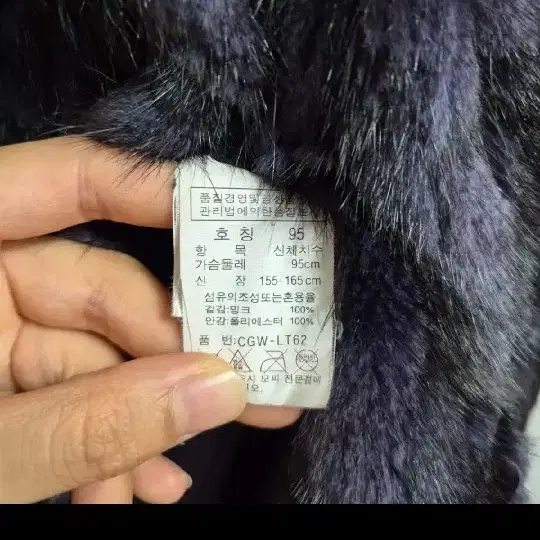 품질경영및공산품
관리법에의한품질표시
호 칭 95
항 목 신체치수
가슴둘레 95cm
신 장 155-165cm
섬유의조성또는혼용율
겉감:밍크 100%
안감:폴리에스터 100%
품 번:CGW-LT62
시 모피 전문점에